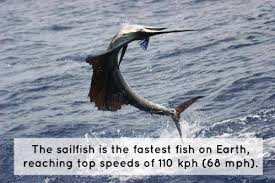 The sailfish is the fastest fish on Earth,
reaching top speeds of 110 kph (68 mph).